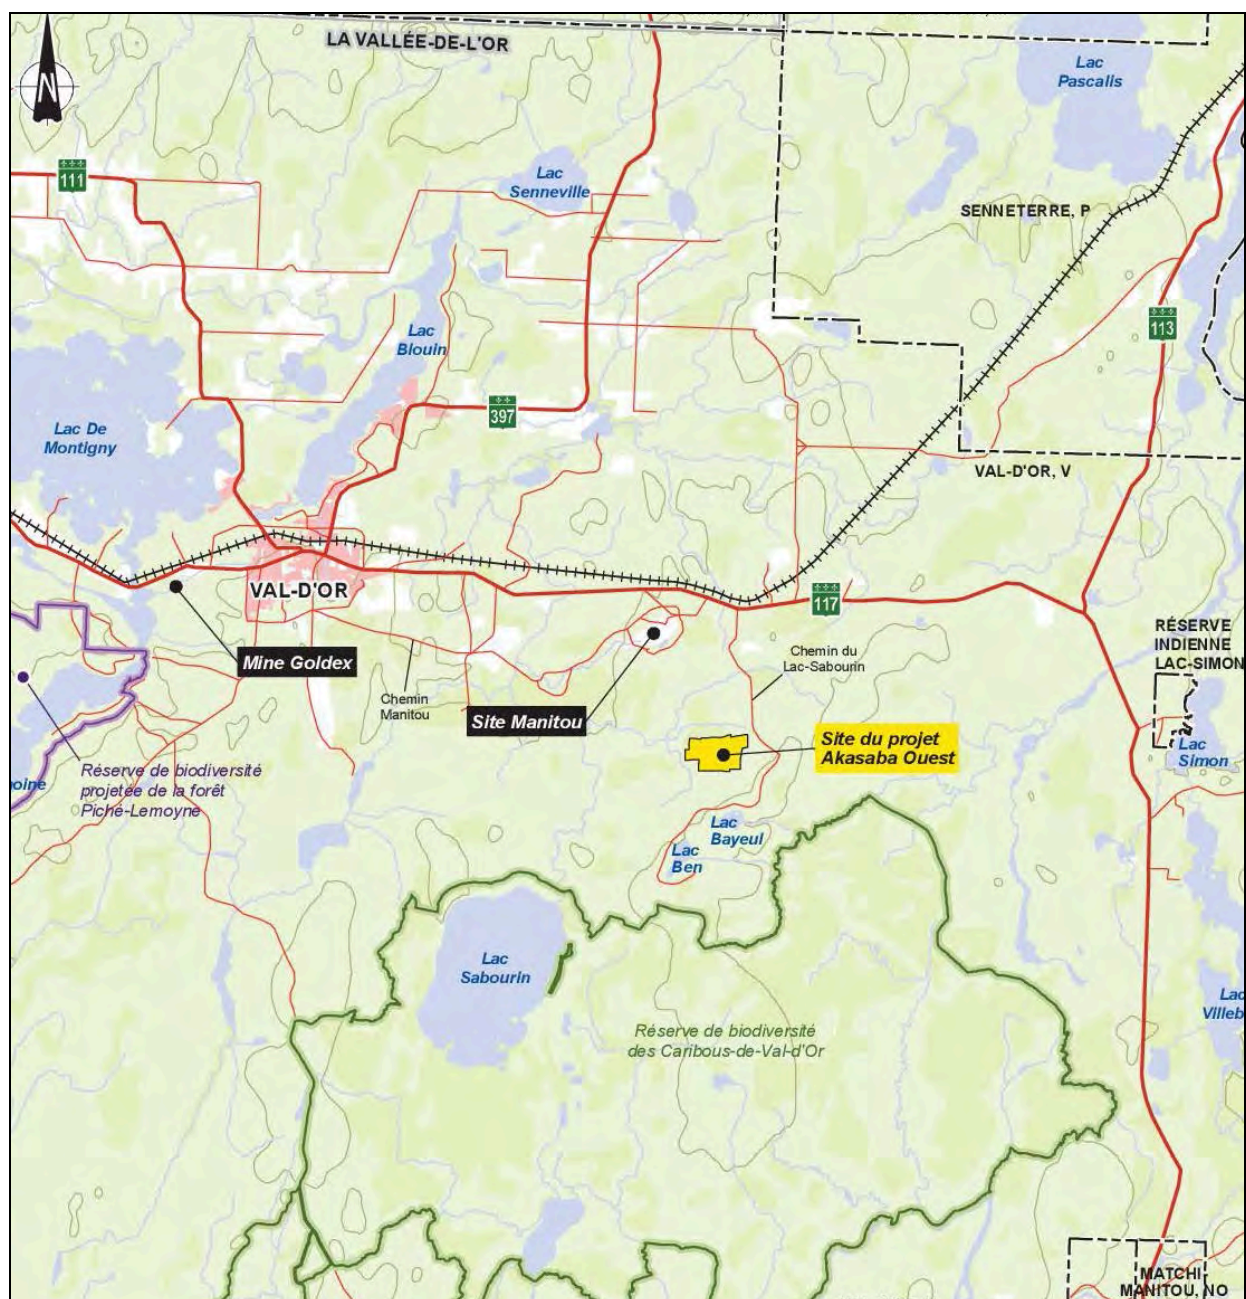 LA VALLÉE-DE-L'OR
Lac
Pascalis
N
111
Lac
Senneville
SENNETERRE, P
Lac
Blouin
113
397
Lac De
Montigny
VAL-D'OR, V
VAL-D'OR
117
RÉSERVE
INDIENNE
LAC-SIMON
Mine Goldex
Chemin du
Lac-Sabourin
Chemin
Manitou
Site Manitou
Site du projet
Akasaba Ouest
Lac
Simon
Réserve de biodiversité
projetée de la forêt
Piché-Lemoyne
oine
Lac
Bayeul
Lac
Ben
Lac
Sabourin
Lac
Villeb
Réserve de biodiversité
des Caribous-de-Val-d'Or
MATCHI-
MANITOU, NO